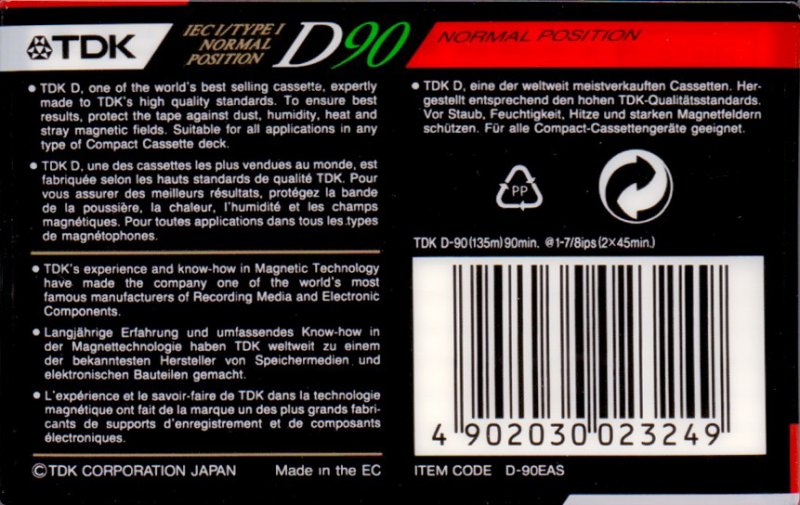 TDK
IEC I/TYPE I
NORMAL
POSITION
D90
NORMAL POSITION
• TDK D, one of the world's best selling cassette, expertly
made to TDK's high quality standards. To ensure best
results, protect the tape against dust, humidity, heat and
stray magnetic fields. Suitable for all applications in any
type of Compact Cassette deck.
• TDK D, une des cassettes les plus vendues au monde, est
fabriquée selon les hauts standards de qualité TDK. Pour
vous assurer des meilleurs résultats, protégez la bande
de la poussière, la chaleur, l'humidité et les champs
magnétiques. Pour toutes applications dans tous les types
de magnétophones.
• TDK's experience and know-how in Magnetic Technology
have made the company one of the world's most
famous manufacturers of Recording Media and Electronic
Components.
• Langjährige Erfahrung und umfassendes Know-how in
der Magnettechnologie haben TDK weltweit zu einem
der bekanntesten Hersteller von Speichermedien und
elektronischen Bauteilen gemacht.
• L'expérience et le savoir-faire de TDK dans la technologie
magnétique ont fait de la marque un des plus grands fabri-
cants de supports d'enregistrement et de composants
électroniques.
©TDK CORPORATION JAPAN Made in the EC
• TDK D, eine der weltweit meistverkauften Cassetten. Her-
gestellt entsprechend den hohen TDK-Qualitätsstandards.
Vor Staub, Feuchtigkeit, Hitze und starken Magnetfeldern
schützen. Für alle Compact-Cassettengeräte geeignet.
PP
TDK D-90(135m)90min. @1-7/8ips(2×45min.)
4 902030 023249
ITEM CODE D-90EAS